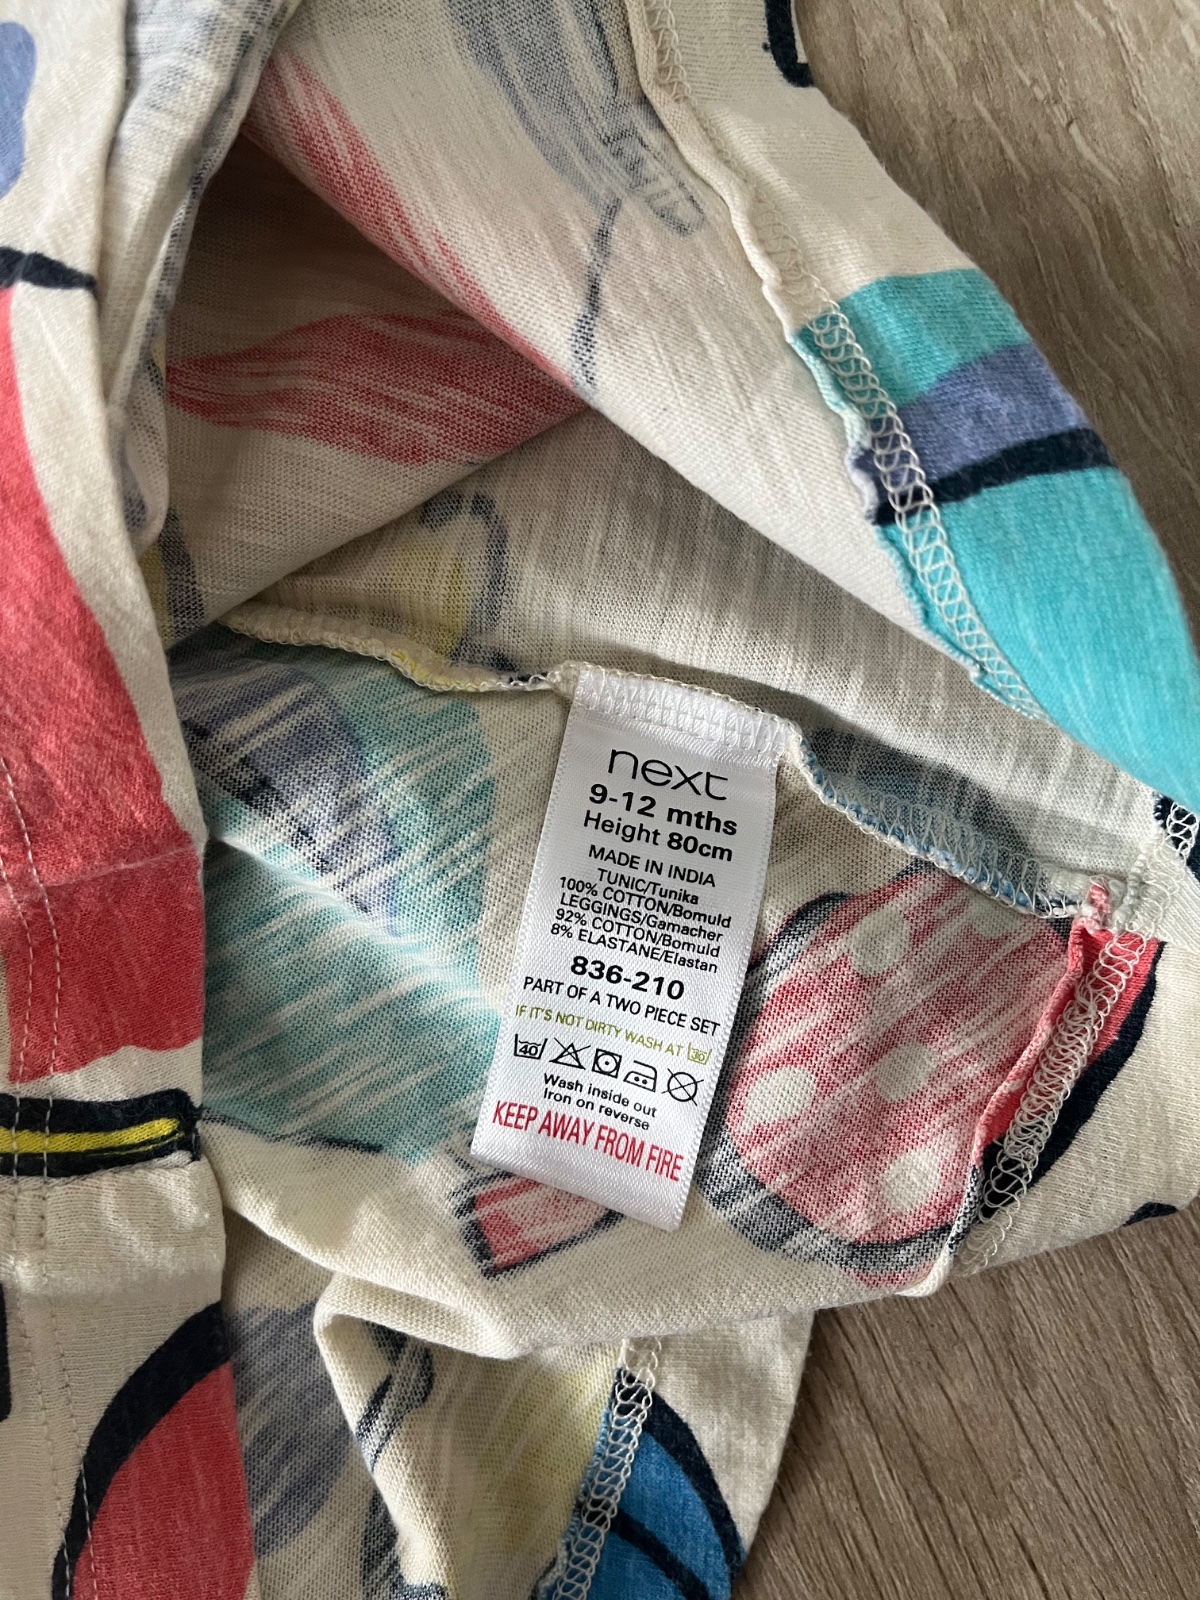 next
9-12 mths
Height 80cm
MADE IN INDIA
TUNIC/Tunika
100% COTTON/Bomuld
LEGGINGS/Gamacher
92% COTTON/Bomuld
8% ELASTANE/Elastan
836-210
PART OF A TWO PIECE SET
IF IT'S NOT DIRTY WASH AT 30
40
Wash inside out
Iron on reverse
KEEP AWAY FROM FIRE